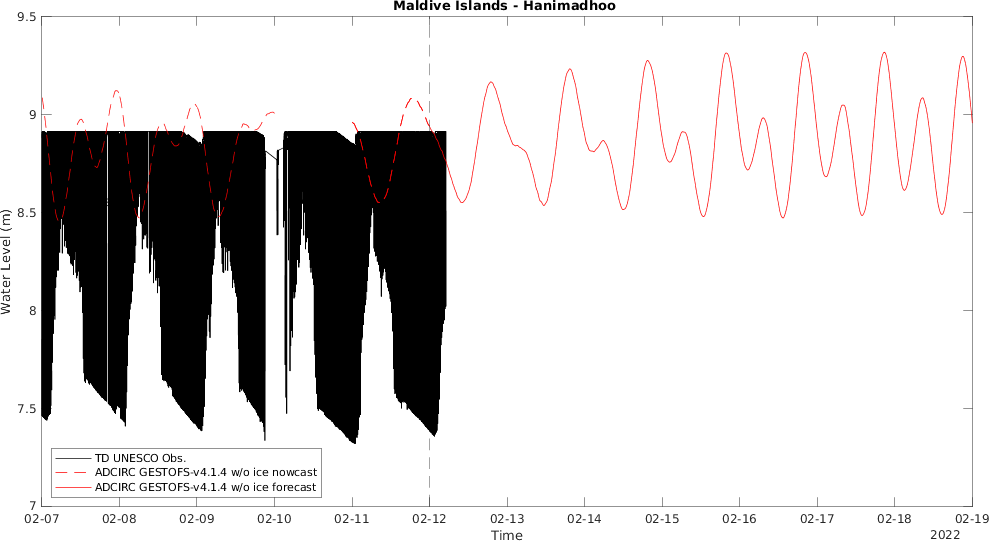 Maldive Islands - Hanimadhoo
9.5
9
8.5
8
7.5
7
Water Level (m)
TD UNESCO Obs.
ADCIRC GESTOFS-v4.1.4 w/o ice nowcast
ADCIRC GESTOFS-v4.1.4 w/o ice forecast
02-07 02-08 02-09 02-10 02-11 02-12 02-13 02-14 02-15 02-16 02-17 02-18 02-19
Time
2022